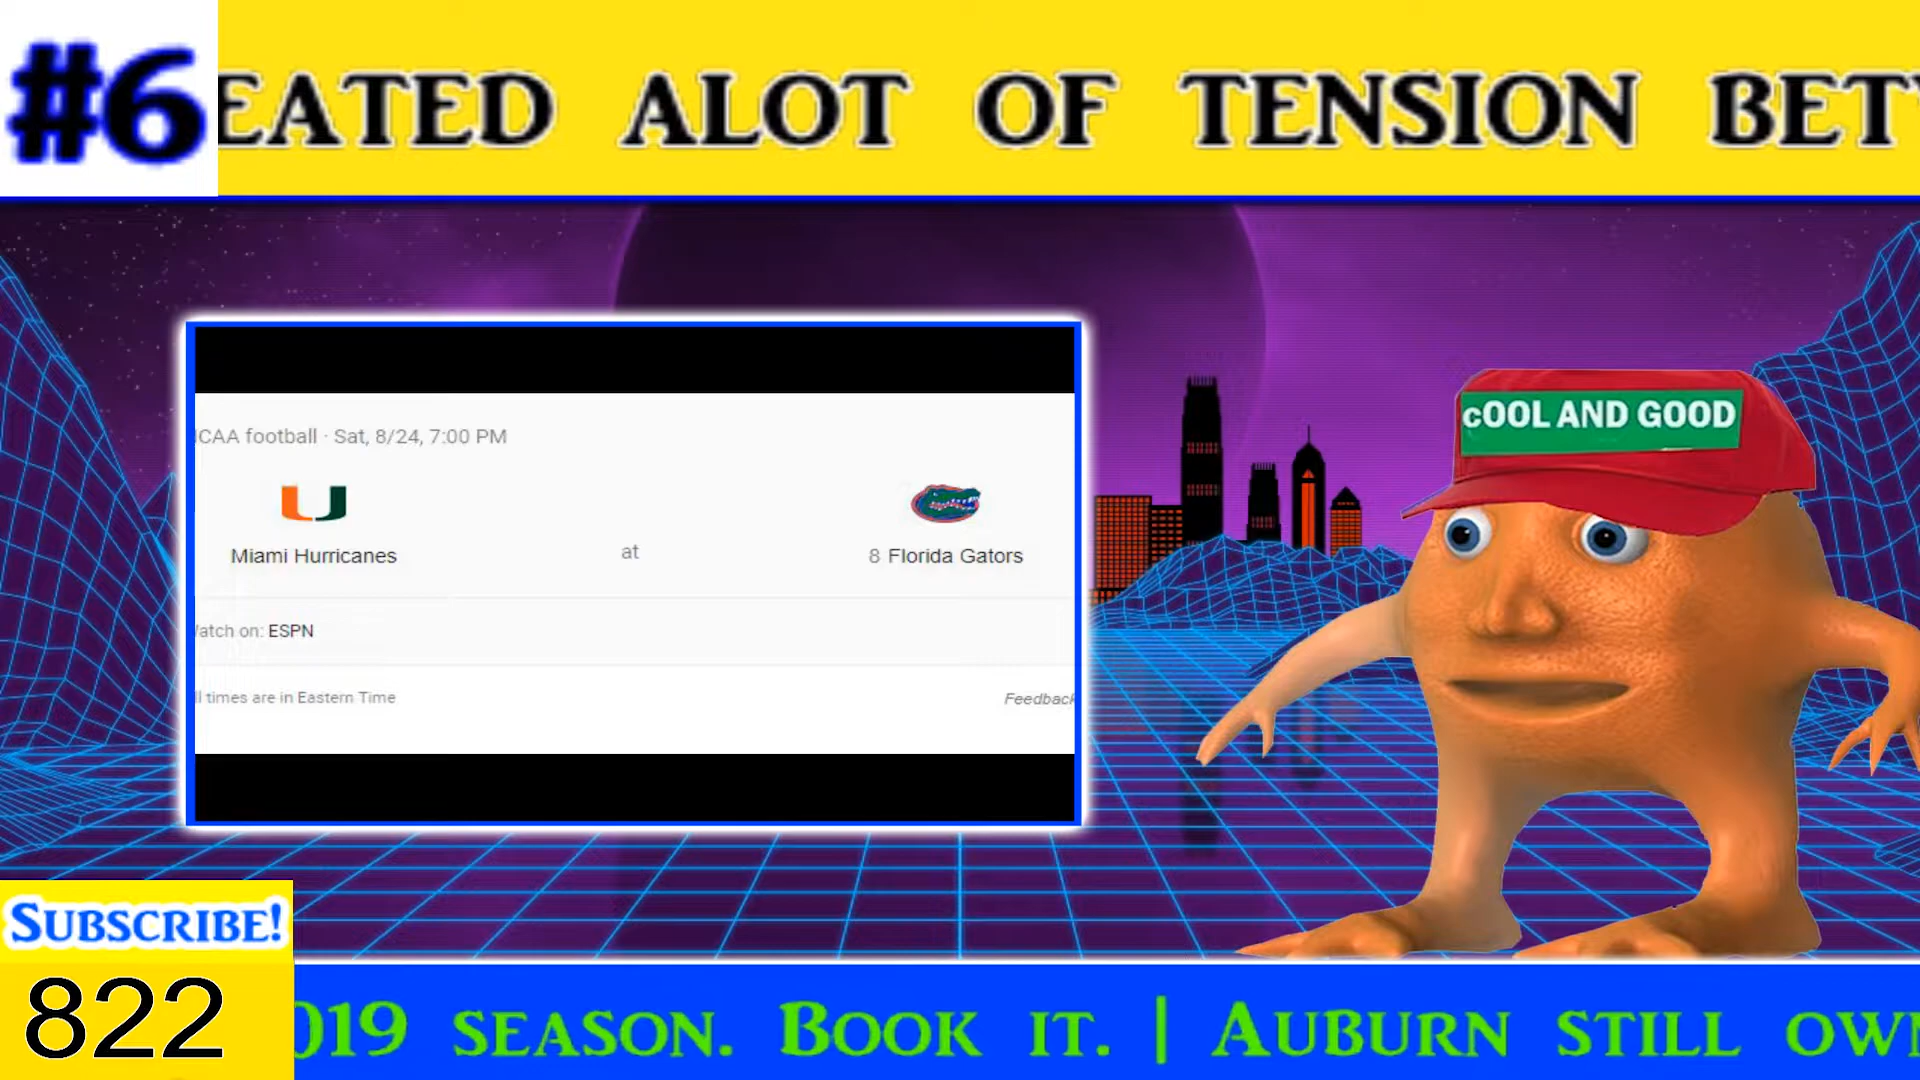 #6
EATED ALOT OF TENSION BET
CAA football · Sat, 8/24, 7:00 PM
Miami Hurricanes
at
8 Florida Gators
atch on: ESPN
ll times are in Eastern Time
Feedback
cOOL AND GOOD
SUBSCRIBE!
822
019 SEASON. BOOK IT. | AUBURN STILL OW